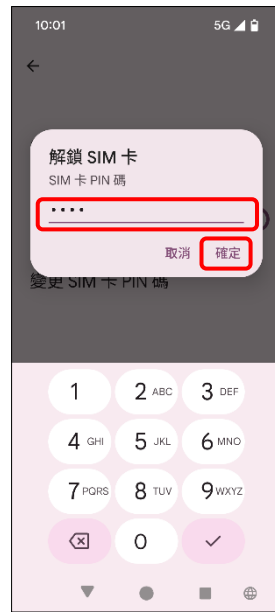 10:01 5G
解鎖 SIM 卡
SIM 卡 PIN 碼
••••
取消 確定
變更 SIM 卡 PIN 碼
1 2 ABC 3 DEF
4 GHI 5 JKL 6 MNO
7 PQRS 8 TUV 9 WXYZ
0